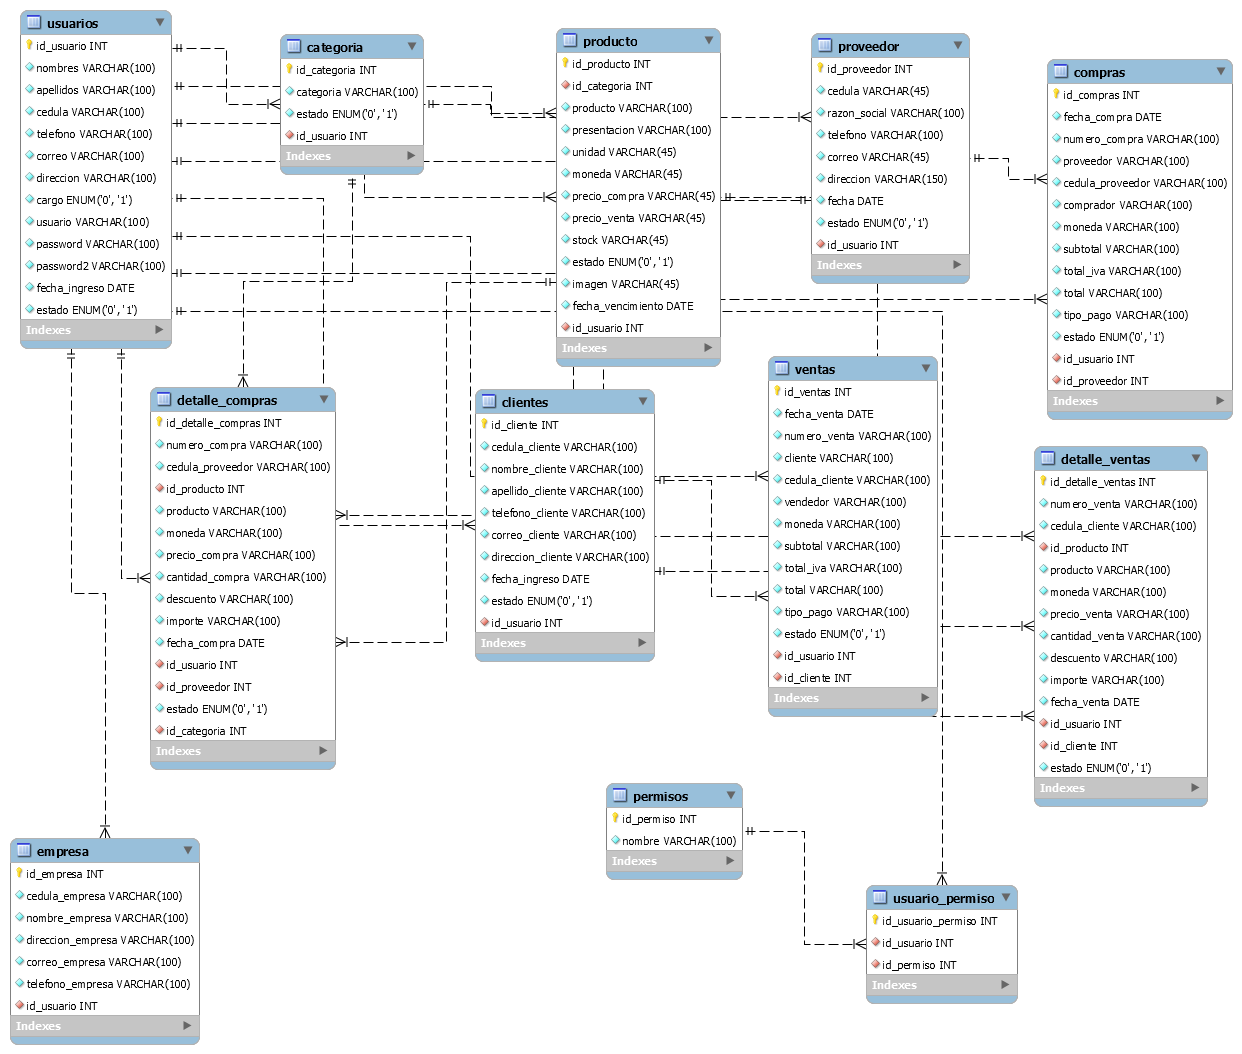 usuarios
id_usuario INT
nombres VARCHAR(100)
apellidos VARCHAR(100)
cedula VARCHAR(100)
telefono VARCHAR(100)
correo VARCHAR(100)
direccion VARCHAR(100)
cargo ENUM('0', '1')
usuario VARCHAR(100)
password VARCHAR(100)
password2 VARCHAR(100)
fecha_ingreso DATE
estado ENUM('0','1')
Indexes
categoria
id_categoria INT
categoria VARCHAR(100)
estado ENUM('0','1')
id_usuario INT
Indexes
producto
id_producto INT
id_categoria INT
producto VARCHAR(100)
presentacion VARCHAR(100)
unidad VARCHAR(45)
moneda VARCHAR(45)
precio_compra VARCHAR(45)
precio_venta VARCHAR(45)
stock VARCHAR(45)
estado ENUM('0','1')
imagen VARCHAR(45)
fecha_vencimiento DATE
id_usuario INT
Indexes
proveedor
id_proveedor INT
cedula VARCHAR(45)
razon_social VARCHAR(100)
telefono VARCHAR(100)
correo VARCHAR(45)
direccion VARCHAR(150)
fecha DATE
estado ENUM('0','1')
id_usuario INT
Indexes
compras
id_compras INT
fecha_compra DATE
numero_compra VARCHAR(100)
proveedor VARCHAR(100)
cedula_proveedor VARCHAR(100)
comprador VARCHAR(100)
moneda VARCHAR(100)
subtotal VARCHAR(100)
total_iva VARCHAR(100)
total VARCHAR(100)
tipo_pago VARCHAR(100)
estado ENUM('0','1')
id_usuario INT
id_proveedor INT
Indexes
detalle_compras
id_detalle_compras INT
numero_compra VARCHAR(100)
cedula_proveedor VARCHAR(100)
id_producto INT
producto VARCHAR(100)
moneda VARCHAR(100)
precio_compra VARCHAR(100)
cantidad_compra VARCHAR(100)
descuento VARCHAR(100)
importe VARCHAR(100)
fecha_compra DATE
id_usuario INT
id_proveedor INT
estado ENUM('0','1')
id_categoria INT
Indexes
clientes
id_cliente INT
cedula_cliente VARCHAR(100)
nombre_cliente VARCHAR(100)
apellido_cliente VARCHAR(100)
telefono_cliente VARCHAR(100)
correo_cliente VARCHAR(100)
direccion_cliente VARCHAR(100)
fecha_ingreso DATE
estado ENUM('0','1')
id_usuario INT
Indexes
ventas
id_ventas INT
fecha_venta DATE
numero_venta VARCHAR(100)
cliente VARCHAR(100)
cedula_cliente VARCHAR(100)
vendedor VARCHAR(100)
moneda VARCHAR(100)
subtotal VARCHAR(100)
total_iva VARCHAR(100)
total VARCHAR(100)
tipo_pago VARCHAR(100)
estado ENUM('0','1')
id_usuario INT
id_cliente INT
Indexes
detalle_ventas
id_detalle_ventas INT
numero_venta VARCHAR(100)
cedula_cliente VARCHAR(100)
id_producto INT
producto VARCHAR(100)
moneda VARCHAR(100)
precio_venta VARCHAR(100)
cantidad_venta VARCHAR(100)
descuento VARCHAR(100)
importe VARCHAR(100)
fecha_venta DATE
id_usuario INT
id_cliente INT
estado ENUM('0','1')
Indexes
permisos
id_permiso INT
nombre VARCHAR(100)
Indexes
empresa
id_empresa INT
cedula_empresa VARCHAR(100)
nombre_empresa VARCHAR(100)
direccion_empresa VARCHAR(100)
correo_empresa VARCHAR(100)
telefono_empresa VARCHAR(100)
id_usuario INT
Indexes
usuario_permiso
id_usuario_permiso INT
id_usuario INT
id_permiso INT
Indexes